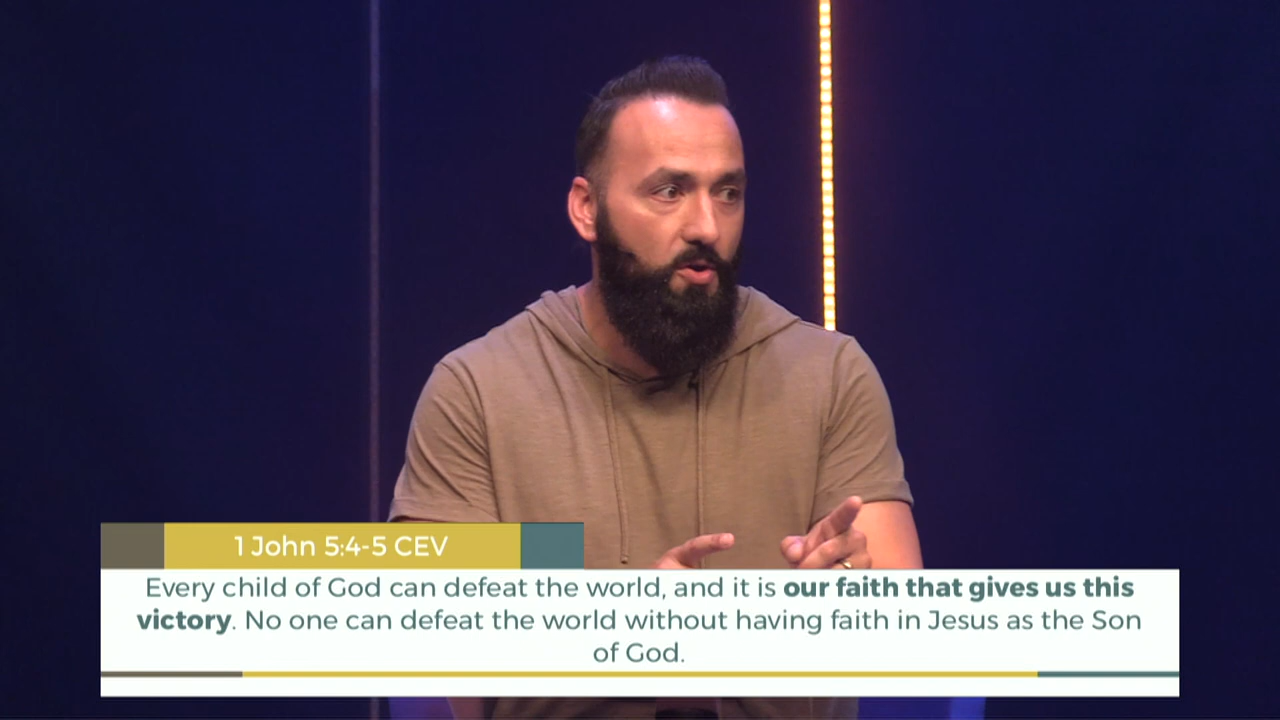 1 John 5:4-5 CEV
Every child of God can defeat the world, and it is our faith that gives us this
victory. No one can defeat the world without having faith in Jesus as the Son
of God.